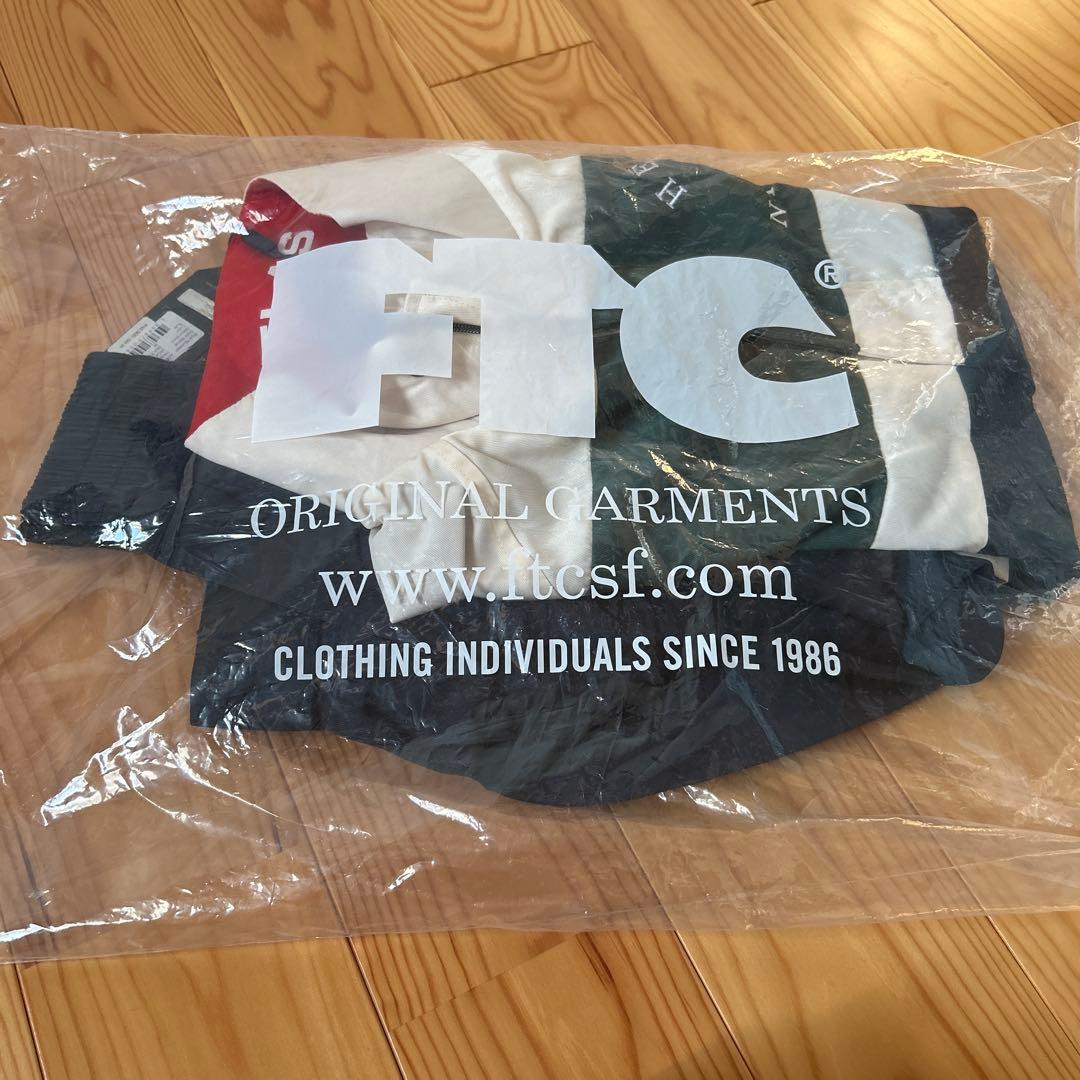 FTC®
ORIGINAL GARMENTS
www.ftcsf.com
CLOTHING INDIVIDUALS SINCE 1986